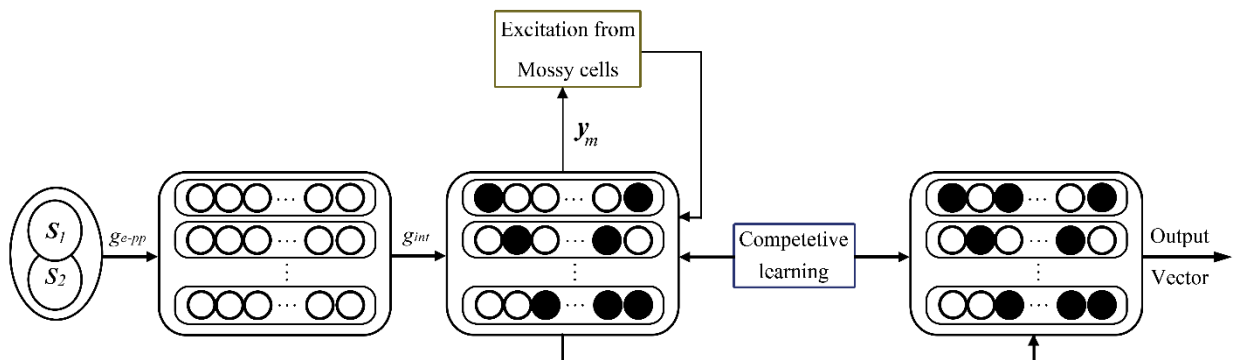 Excitation from
Mossy cells
yₘ
S₁
S₂
gₑ₋ₚₚ
gᵢₙₜ
Competetive
learning
Output
Vector